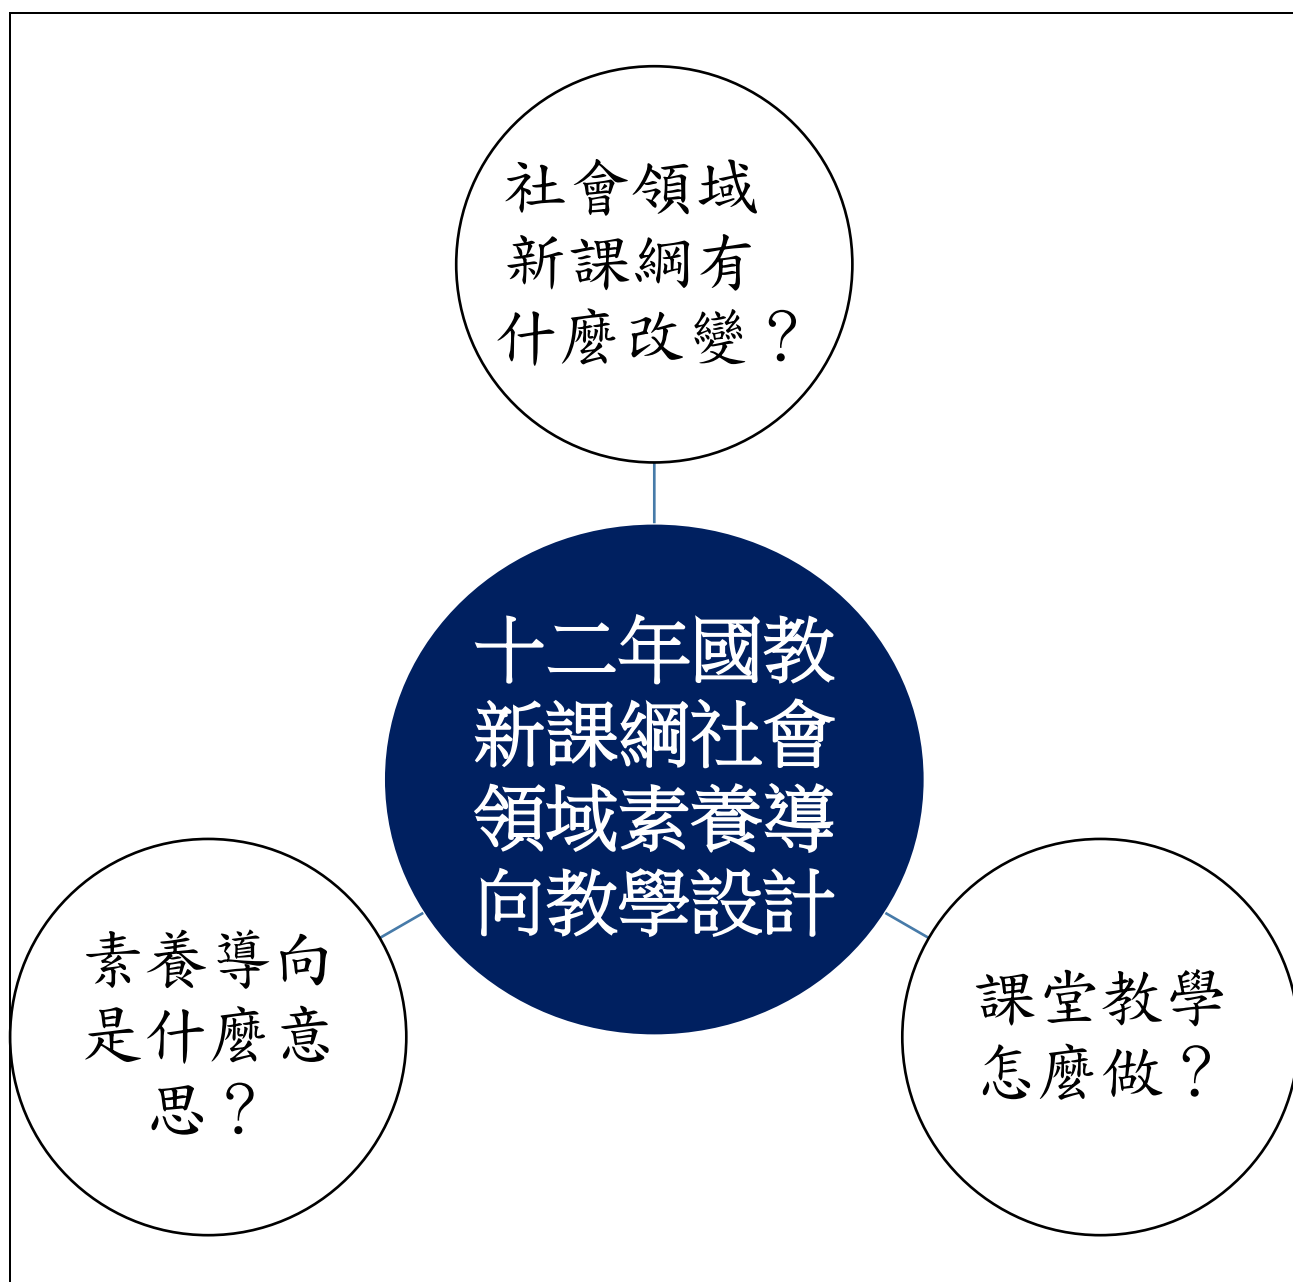 社會領域
新課綱有
什麼改變？
十二年國教
新課綱社會
領域素養導
向教學設計
素養導向
是什麼意
思？
課堂教學
怎麼做？